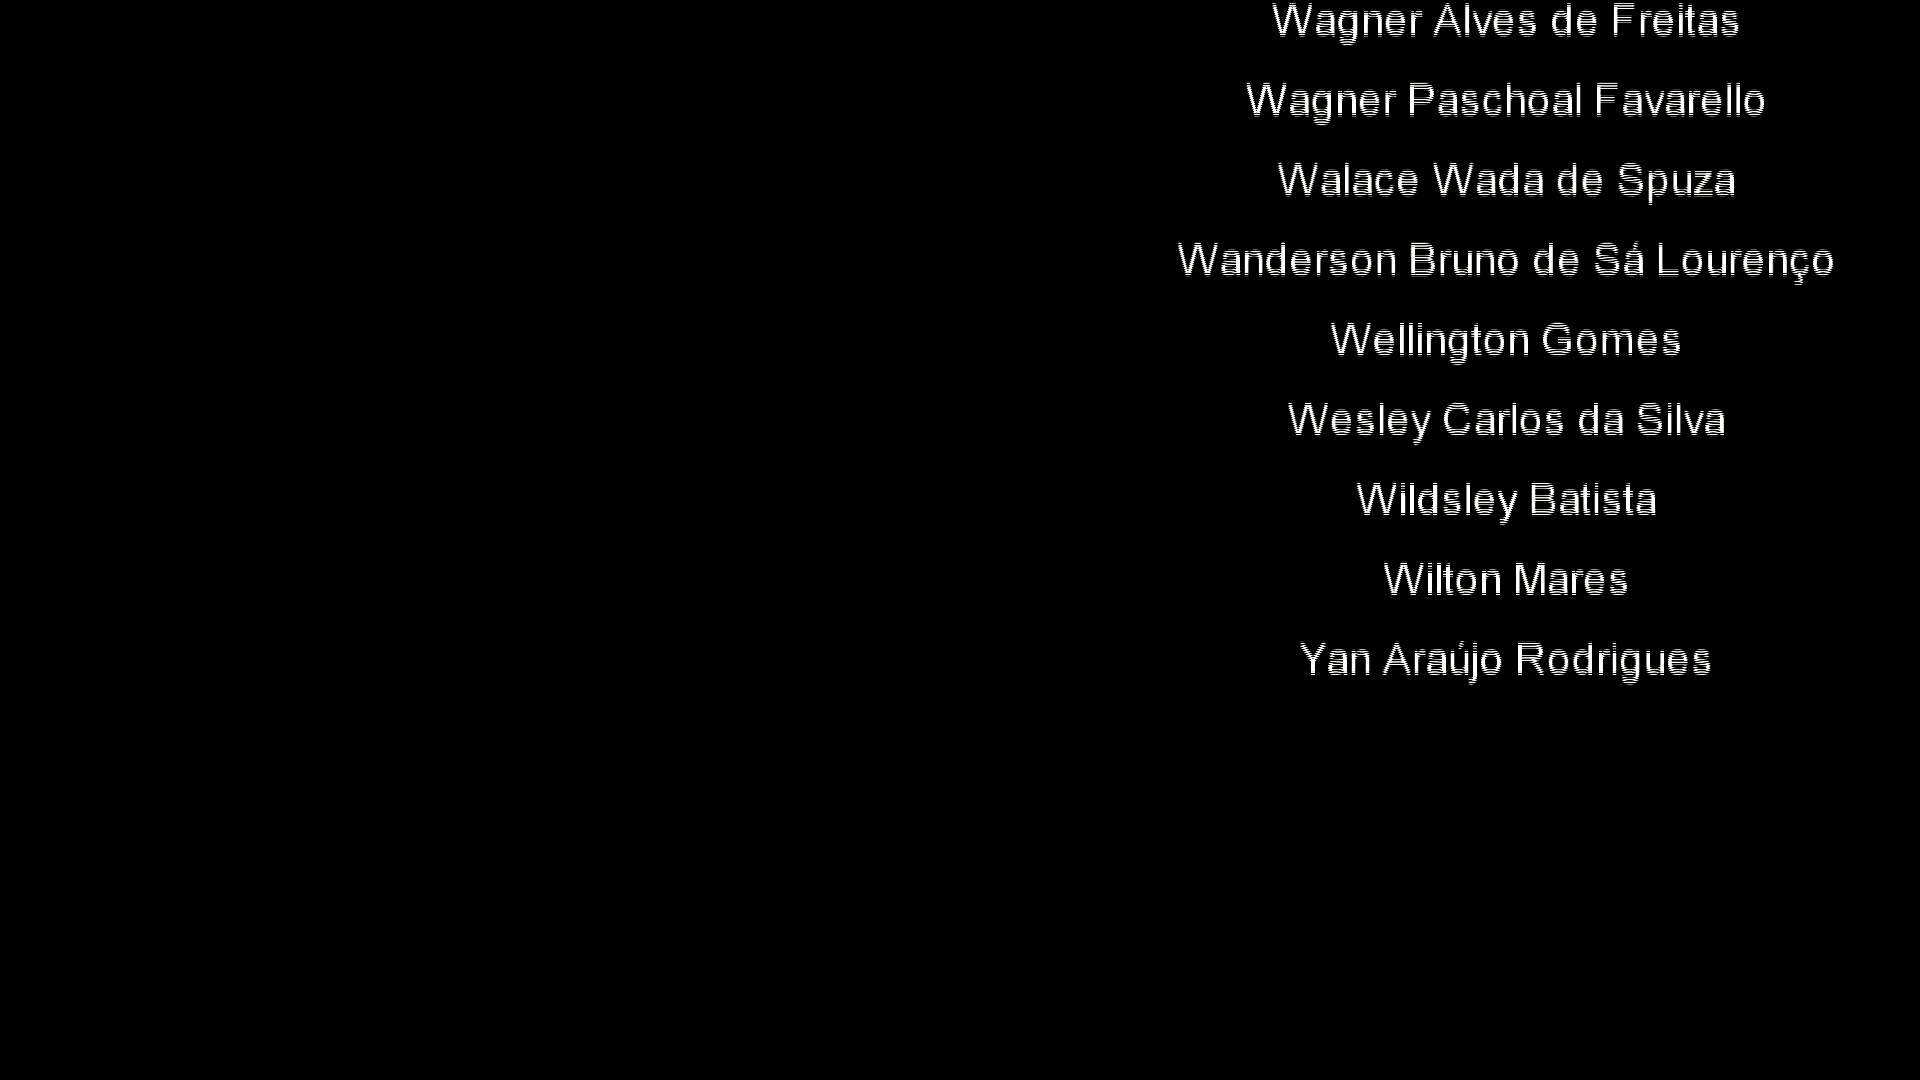 Wagner Alves de Freitas
Wagner Paschoal Favarello
Walace Wada de Spuza
Wanderson Bruno de Sá Lourenço
Wellington Gomes
Wesley Carlos da Silva
Wildsley Batista
Wilton Mares
Yan Araújo Rodrigues